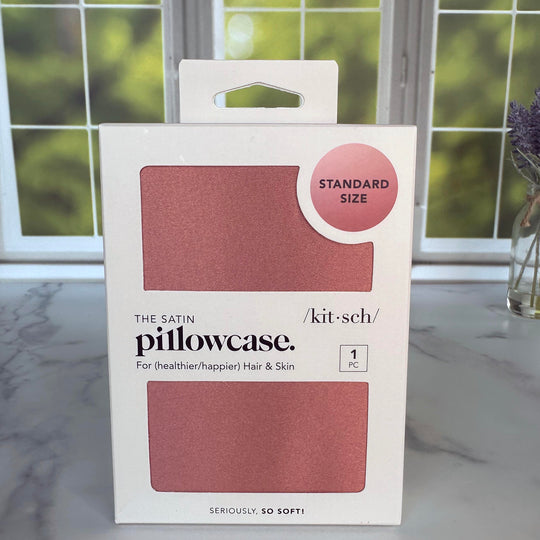 STANDARD
SIZE
THE SATIN
/kit·sch/
pillowcase.
For (healthier/happier) Hair & Skin
1
PC
SERIOUSLY, SO SOFT!